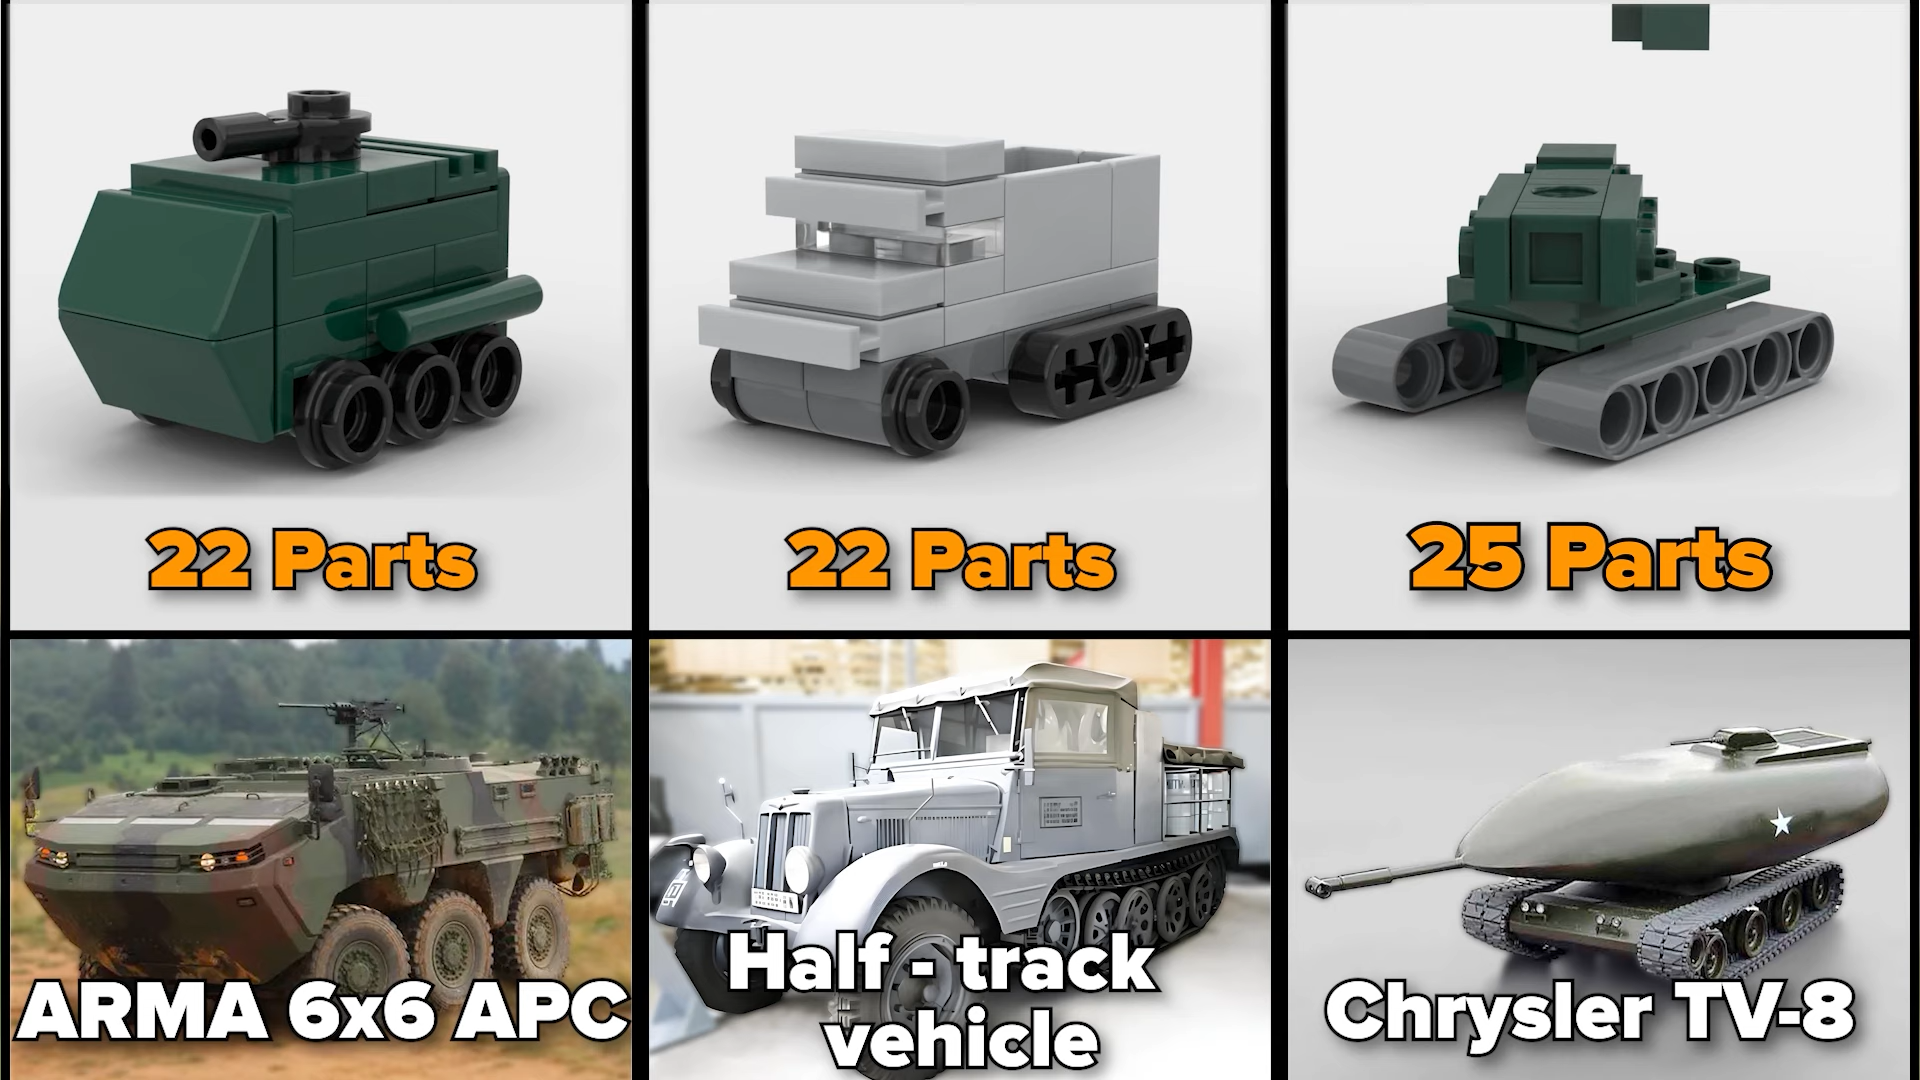 22 Parts
22 Parts
25 Parts
ARMA 6x6 APC
Half - track
vehicle
Chrysler TV-8